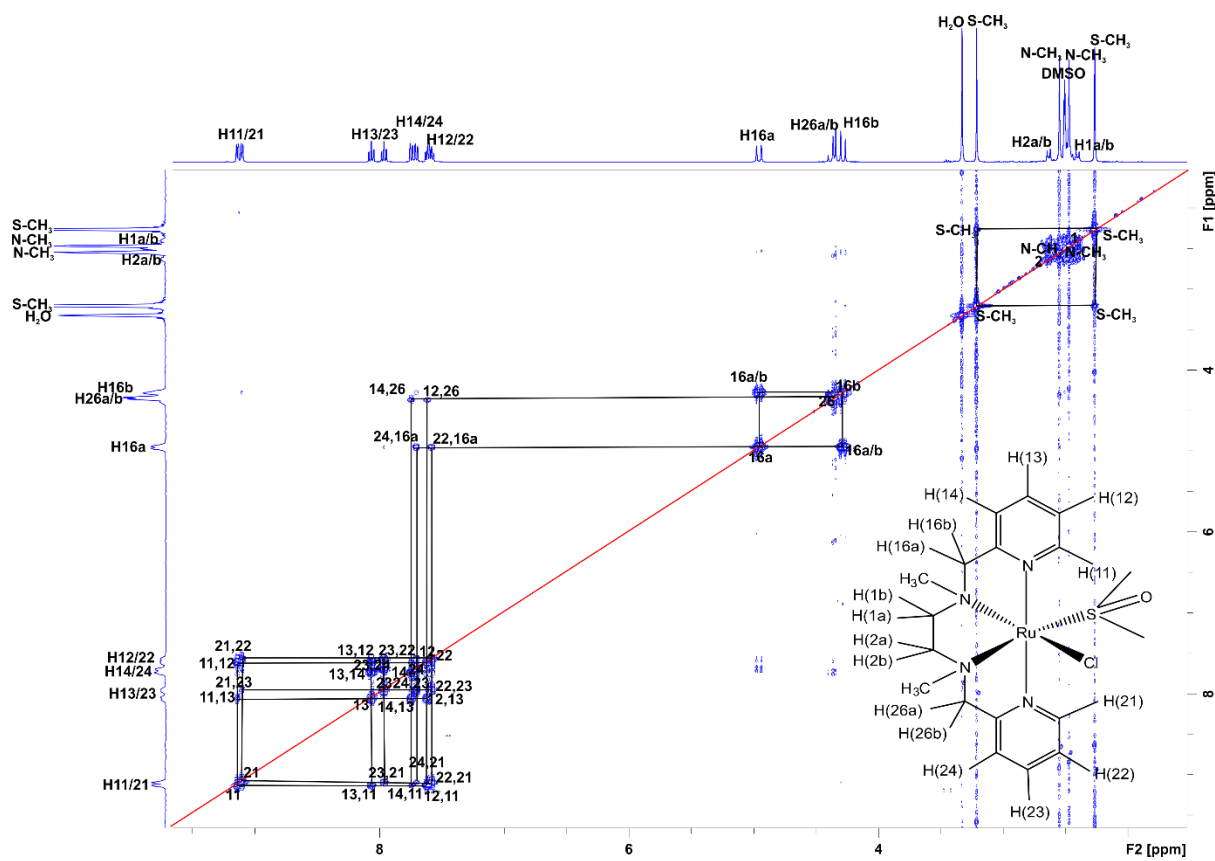 H₂O
S-CH₃
N-CH₃
N-CH₃
S-CH₃
DMSO
H11/21
H13/23
H14/24
H12/22
H16a
H26a/b
H16b
H2a/b
H1a/b
F1 [ppm]
S-CH₃
N-CH₃
H1a/b
N-CH₃
H2a/b
S-CH₃
H₂O
S-CH₃
S-CH₃
N-CH₃
1
2
N-CH₃
S-CH₃
S-CH₃
H16b
H26a/b
H16a
4
14,26
12,26
16a/b
16b
26
24,16a
22,16a
16a
16a/b
6
H(13)
H(14)
H(12)
H(16b)
H(16a)
H(11)
N
H₃C
N
H(1b)
H(1a)
S
O
Ru
H(2a)
H(2b)
Cl
N
H₃C
N
H(26a)
H(26b)
H(21)
H(24)
H(22)
H(23)
H12/22
H14/24
H13/23
H11/21
21,22
11,12
13,12
23,22
12
22
13,14
21,23
11,13
22,23
13
14,13
8
21
11
23,21
13,11
24,21
14,11
22,21
12,11
8
6
4
F2 [ppm]